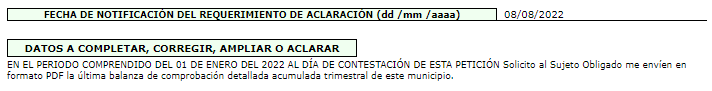 FECHA DE NOTIFICACIÓN DEL REQUERIMIENTO DE ACLARACIÓN (dd /mm /aaaa) 08/08/2022
DATOS A COMPLETAR, CORREGIR, AMPLIAR O ACLARAR
EN EL PERIODO COMPRENDIDO DEL 01 DE ENERO DEL 2022 AL DÍA DE CONTESTACIÓN DE ESTA PETICIÓN Solicito al Sujeto Obligado me envíen en
formato PDF la última balanza de comprobación detallada acumulada trimestral de este municipio.